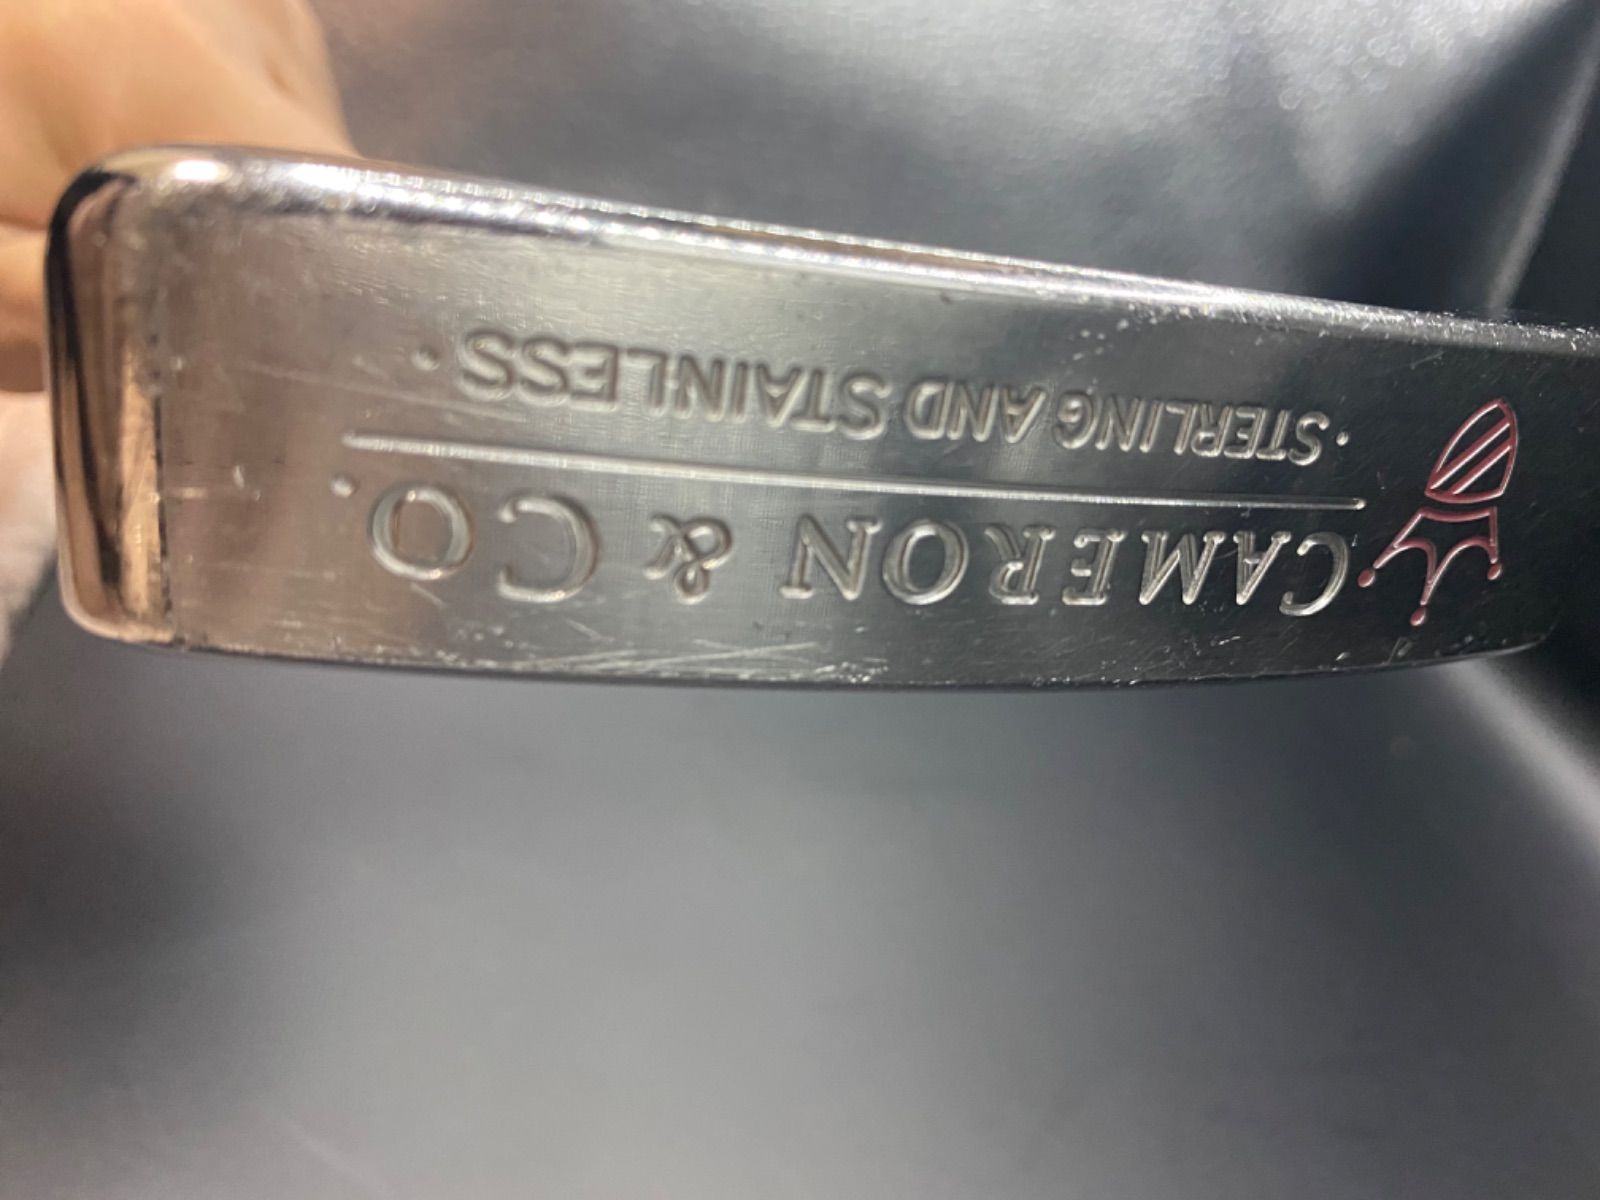 CAMERON & CO.
· STERLING AND STAINLESS ·